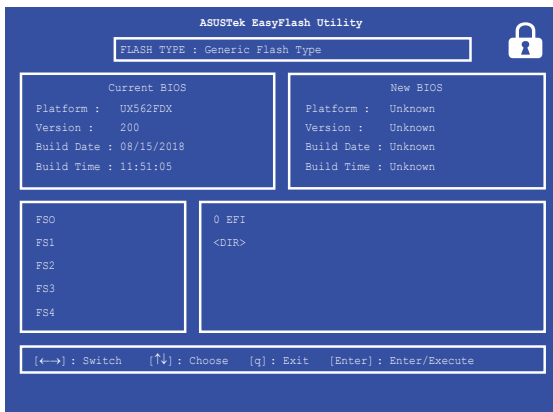 ASUSTek EasyFlash Utility
FLASH TYPE : Generic Flash Type
Current BIOS
Platform : UX562FDX
Version : 200
Build Date : 08/15/2018
Build Time : 11:51:05
New BIOS
Platform : Unknown
Version : Unknown
Build Date : Unknown
Build Time : Unknown
FS0
FS1
FS2
FS3
FS4
0 EFI
<DIR>
[←→] : Switch [↑↓] : Choose [q] : Exit [Enter] : Enter/Execute